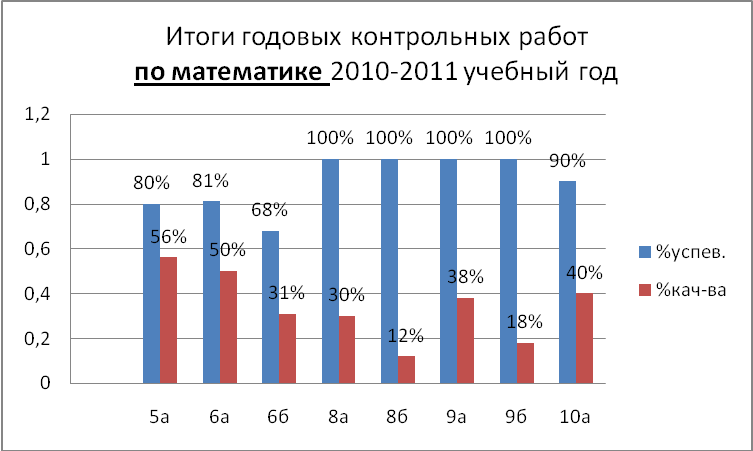 Итоги годовых контрольных работ
по математике 2010-2011 учебный год
1,2
1
0,8
0,6
0,4
0,2
0
80%
56%
81%
50%
68%
31%
100%
30%
100%
12%
100%
38%
100%
18%
90%
40%
5а
6а
6б
8а
8б
9а
9б
10а
%успев.
%кач-ва